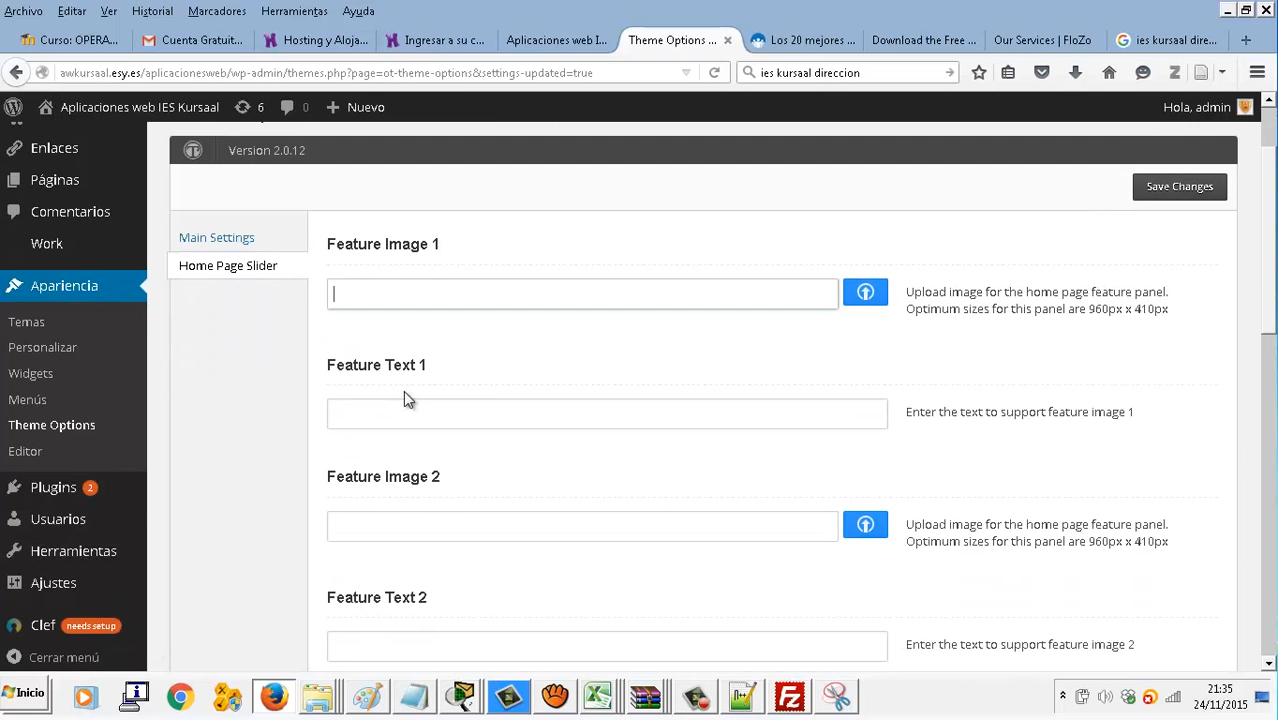 Archivo Editar Ver Historial Marcadores Herramientas Ayuda
Curso: OPERA... Cuenta Gratuit... Hosting y Aloja... Ingresar a su c... Aplicaciones web I... Theme Options ... Los 20 mejores ... Download the Free ... Our Services | FloZo ies kursaal dire...
awkursaal.esy.es/aplicacionesweb/wp-admin/themes.php?page=ot-theme-options&settings-updated=true ies kursaal direccion
Aplicaciones web IES Kursaal 6 0 Nuevo Hola, admin
Enlaces
Páginas
Comentarios
Work
Apariencia
Temas
Personalizar
Widgets
Menús
Theme Options
Editor
Plugins 2
Usuarios
Herramientas
Ajustes
Clef needs setup
Cerrar menú
Version 2.0.12
Save Changes
Main Settings
Home Page Slider
Feature Image 1
Upload image for the home page feature panel.
Optimum sizes for this panel are 960px x 410px
Feature Text 1
Enter the text to support feature image 1
Feature Image 2
Upload image for the home page feature panel.
Optimum sizes for this panel are 960px x 410px
Feature Text 2
Enter the text to support feature image 2
Inicio
21:35
24/11/2015